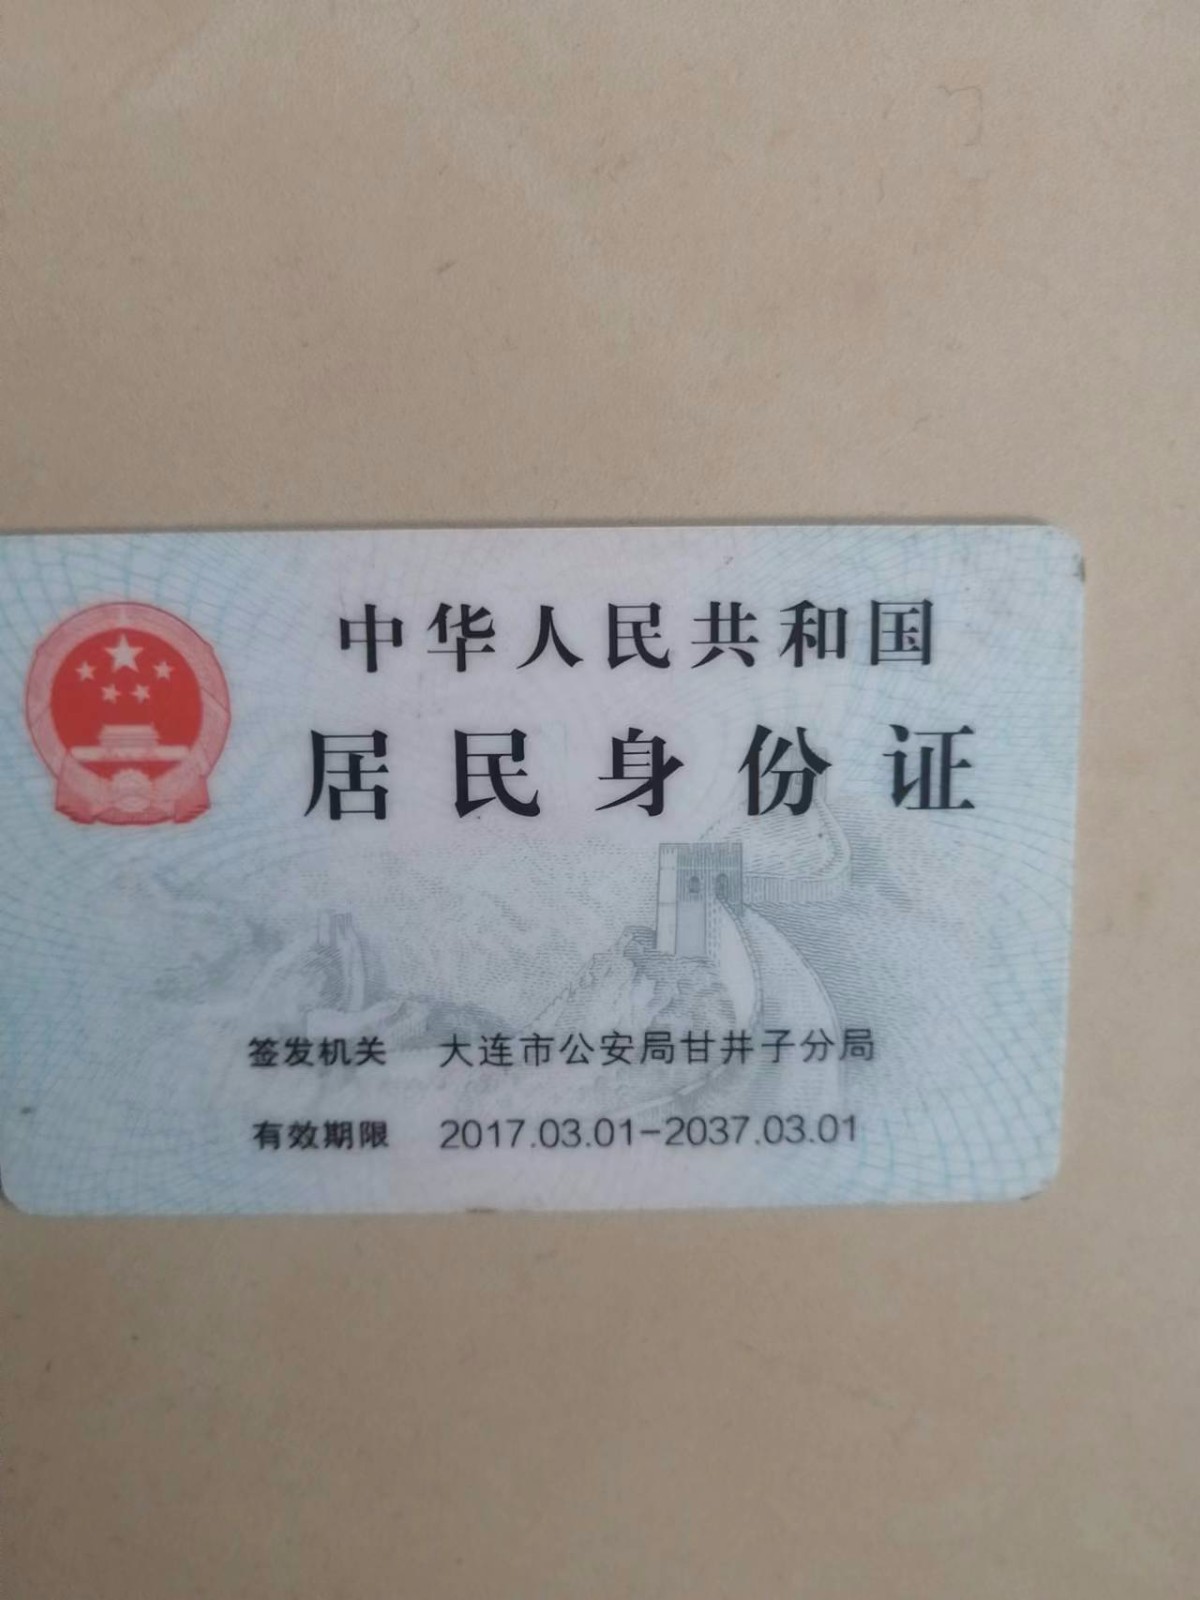 中华人民共和国
居民身份证
签发机关 大连市公安局甘井子分局
有效期限 2017.03.01-2037.03.01